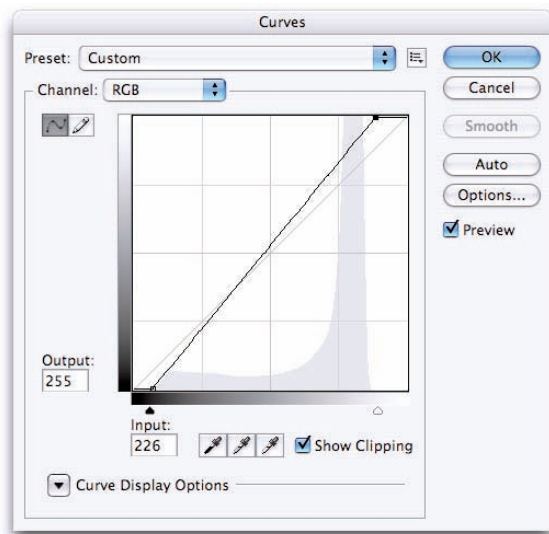 Curves
Preset: Custom
OK
Channel: RGB
Cancel
Smooth
Auto
Options...
Preview
Output:
255
Input:
226
Show Clipping
Curve Display Options